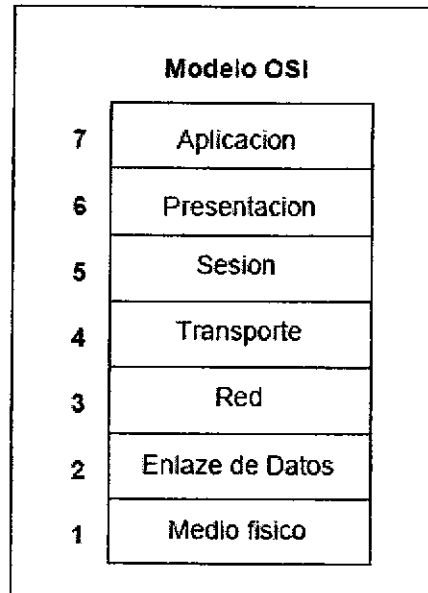 Modelo OSI
7 Aplicacion
6 Presentacion
5 Sesion
4 Transporte
3 Red
2 Enlaze de Datos
1 Medio fisico